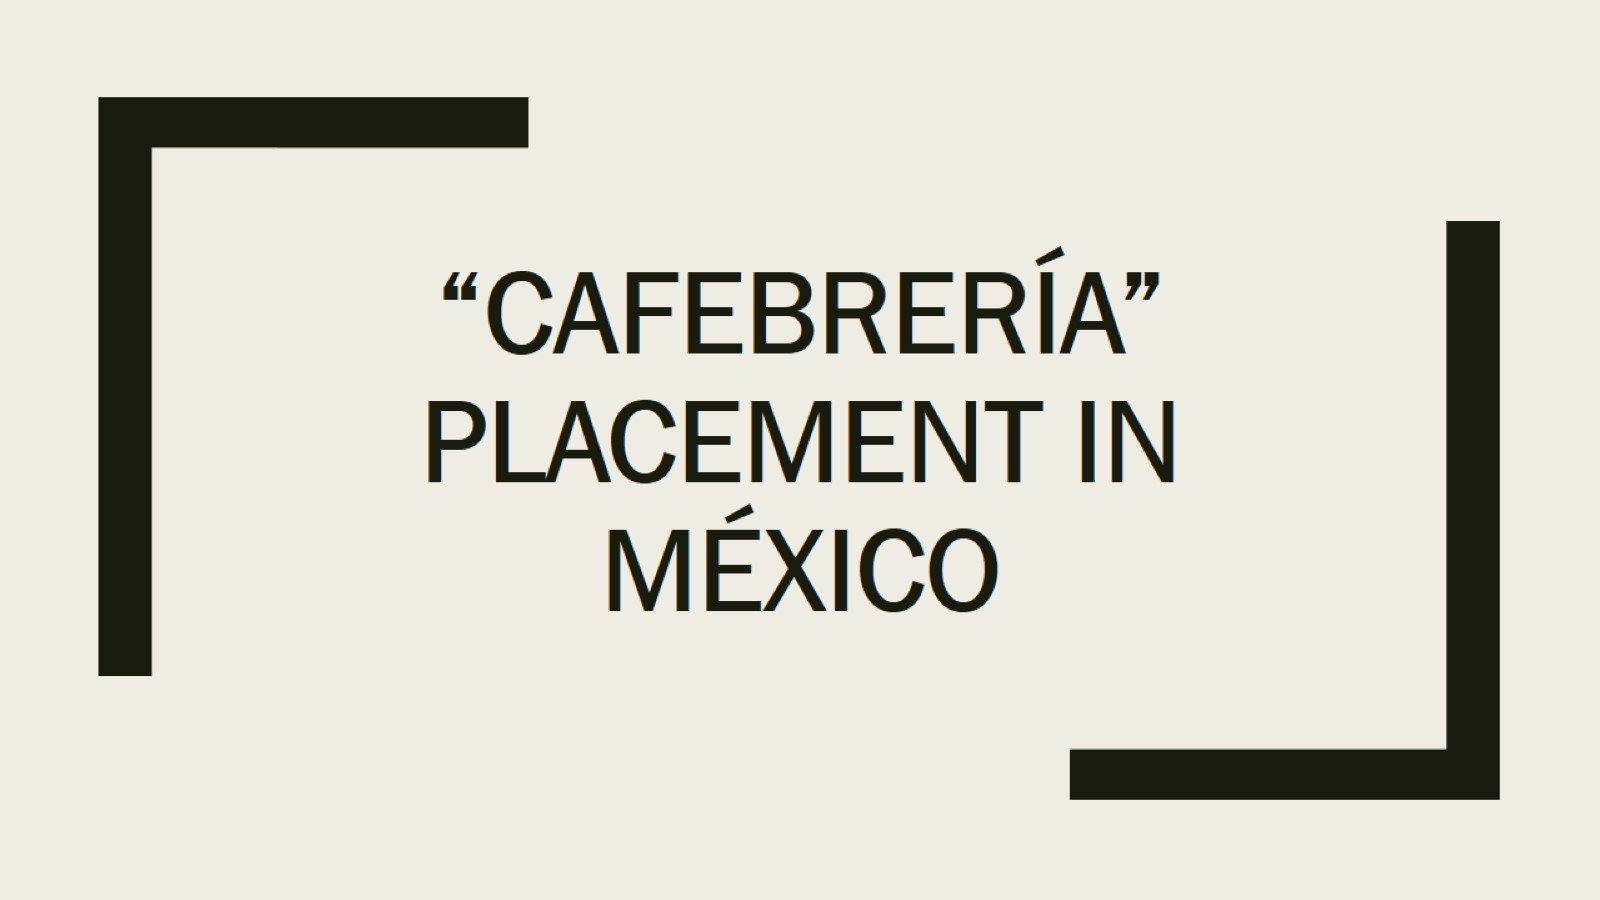 “CAFEBRERÍA”
PLACEMENT IN
MÉXICO